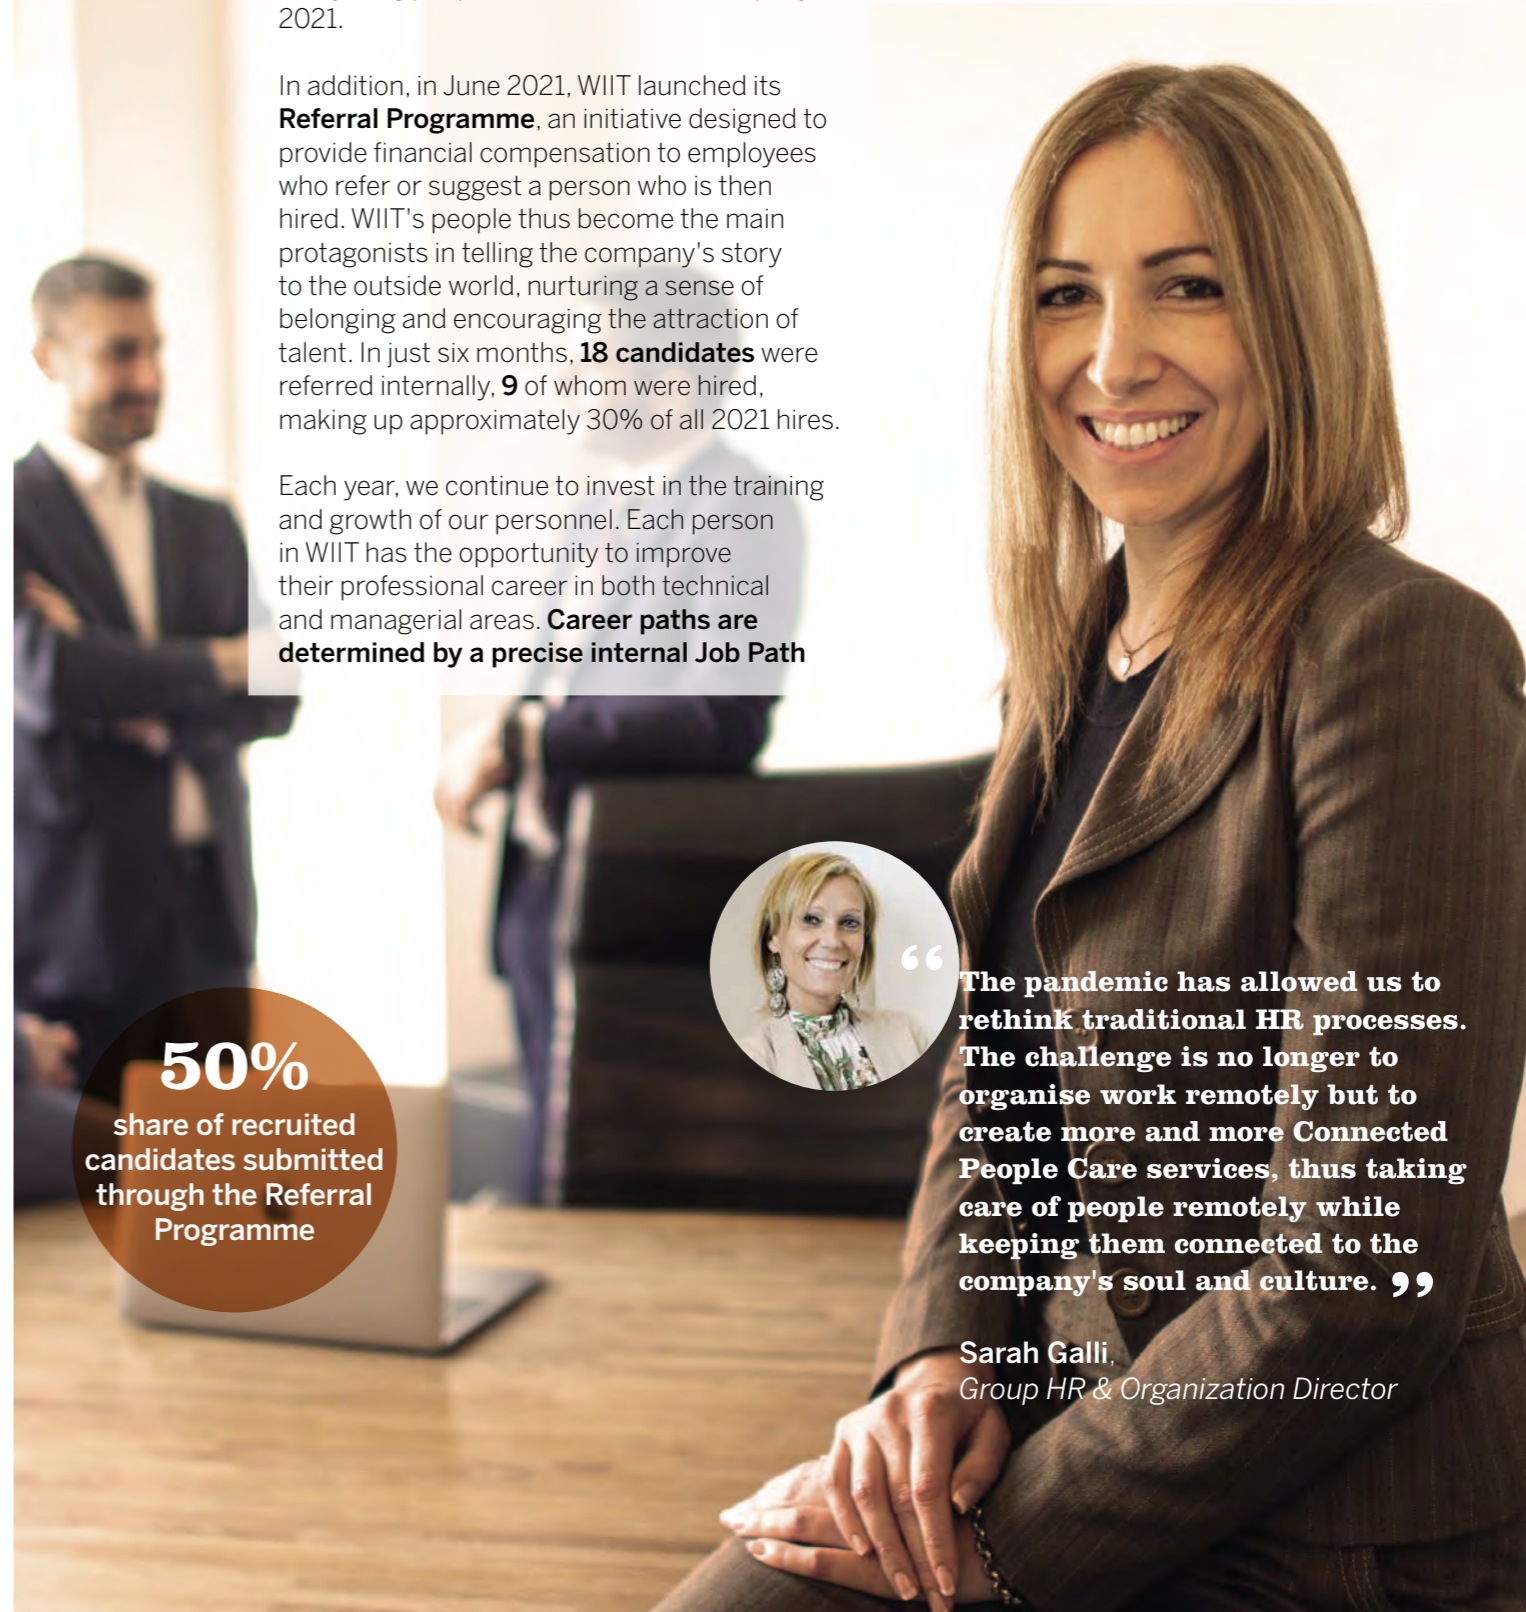 2021.
In addition, in June 2021, WIIT launched its
Referral Programme, an initiative designed to
provide financial compensation to employees
who refer or suggest a person who is then
hired. WIIT's people thus become the main
protagonists in telling the company's story
to the outside world, nurturing a sense of
belonging and encouraging the attraction of
talent. In just six months, 18 candidates were
referred internally, 9 of whom were hired,
making up approximately 30% of all 2021 hires.
Each year, we continue to invest in the training
and growth of our personnel. Each person
in WIIT has the opportunity to improve
their professional career in both technical
and managerial areas. Career paths are
determined by a precise internal Job Path
50%
share of recruited
candidates submitted
through the Referral
Programme
“The pandemic has allowed us to
rethink traditional HR processes.
The challenge is no longer to
organise work remotely but to
create more and more Connected
People Care services, thus taking
care of people remotely while
keeping them connected to the
company's soul and culture. ”
Sarah Galli,
Group HR & Organization Director